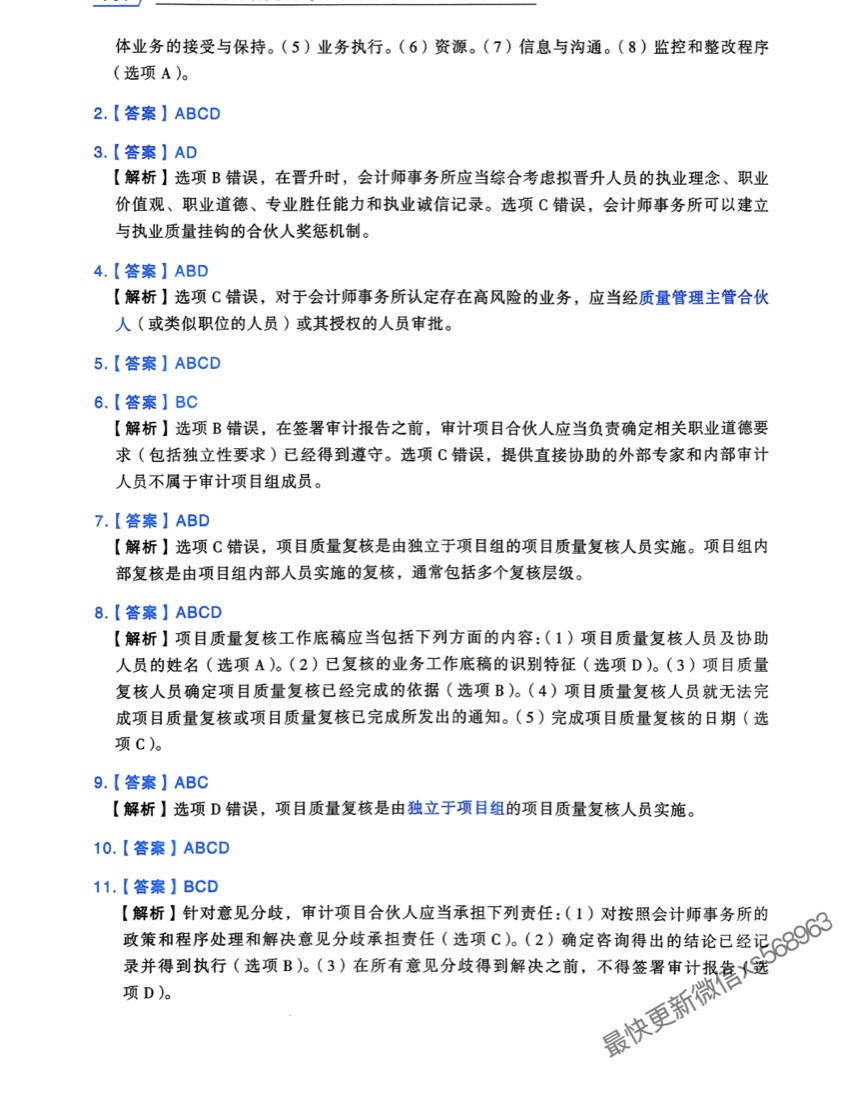 体业务的接受与保持。(5)业务执行。(6)资源。(7)信息与沟通。(8)监控和整改程序
(选项 A)。
2.【答案】ABCD
3.【答案】AD
【解析】选项 B 错误，在晋升时，会计师事务所应当综合考虑拟晋升人员的执业理念、职业
价值观、职业道德、专业胜任能力和执业诚信记录。选项 C 错误，会计师事务所可以建立
与执业质量挂钩的合伙人奖惩机制。
4.【答案】ABD
【解析】选项 C 错误，对于会计师事务所认定存在高风险的业务，应当经质量管理主管合伙
人(或类似职位的人员)或其授权的人员审批。
5.【答案】ABCD
6.【答案】BC
【解析】选项 B 错误，在签署审计报告之前，审计项目合伙人应当负责确定相关职业道德要
求(包括独立性要求)已经得到遵守。选项 C 错误，提供直接协助的外部专家和内部审计
人员不属于审计项目组成员。
7.【答案】ABD
【解析】选项 C 错误，项目质量复核是由独立于项目组的项目质量复核人员实施。项目组内
部复核是由项目组内部人员实施的复核，通常包括多个复核层级。
8.【答案】ABCD
【解析】项目质量复核工作底稿应当包括下列方面的内容:(1)项目质量复核人员及协助
人员的姓名(选项 A)。(2)已复核的业务工作底稿的识别特征(选项 D)。(3)项目质量
复核人员确定项目质量复核已经完成的依据(选项 B)。(4)项目质量复核人员就无法完
成项目质量复核或项目质量复核已完成所发出的通知。(5)完成项目质量复核的日期(选
项 C)。
9.【答案】ABC
【解析】选项 D 错误，项目质量复核是由独立于项目组的项目质量复核人员实施。
10.【答案】ABCD
11.【答案】BCD
【解析】针对意见分歧，审计项目合伙人应当承担下列责任:(1)对按照会计师事务所的
政策和程序处理和解决意见分歧承担责任(选项 C)。(2)确定咨询得出的结论已经记
录并得到执行(选项 B)。(3)在所有意见分歧得到解决之前，不得签署审计报告(选
项 D)。
最快更新微信xs568963